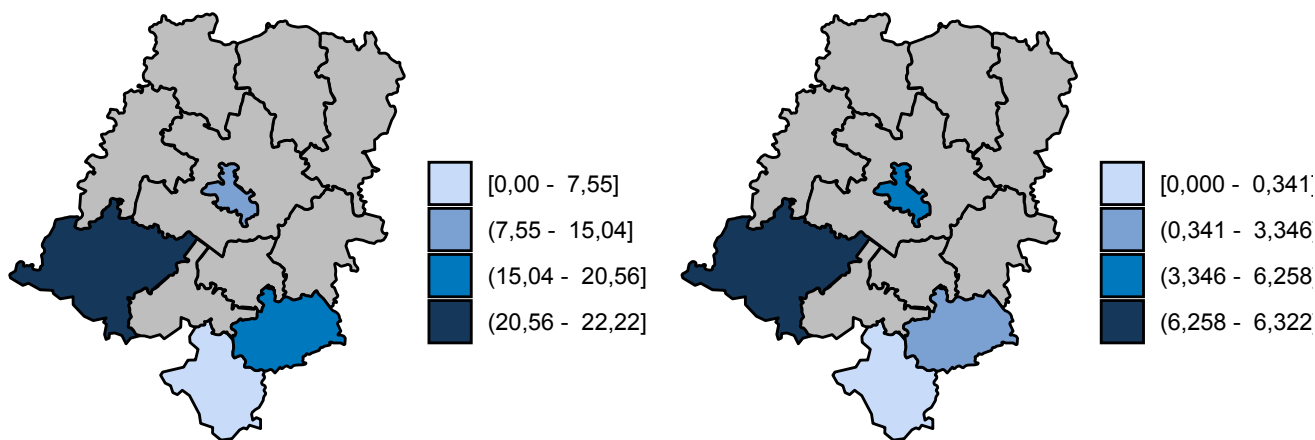 [0,00 - 7,55]
(7,55 - 15,04]
(15,04 - 20,56]
(20,56 - 22,22]
[0,000 - 0,341]
(0,341 - 3,346]
(3,346 - 6,258]
(6,258 - 6,322]